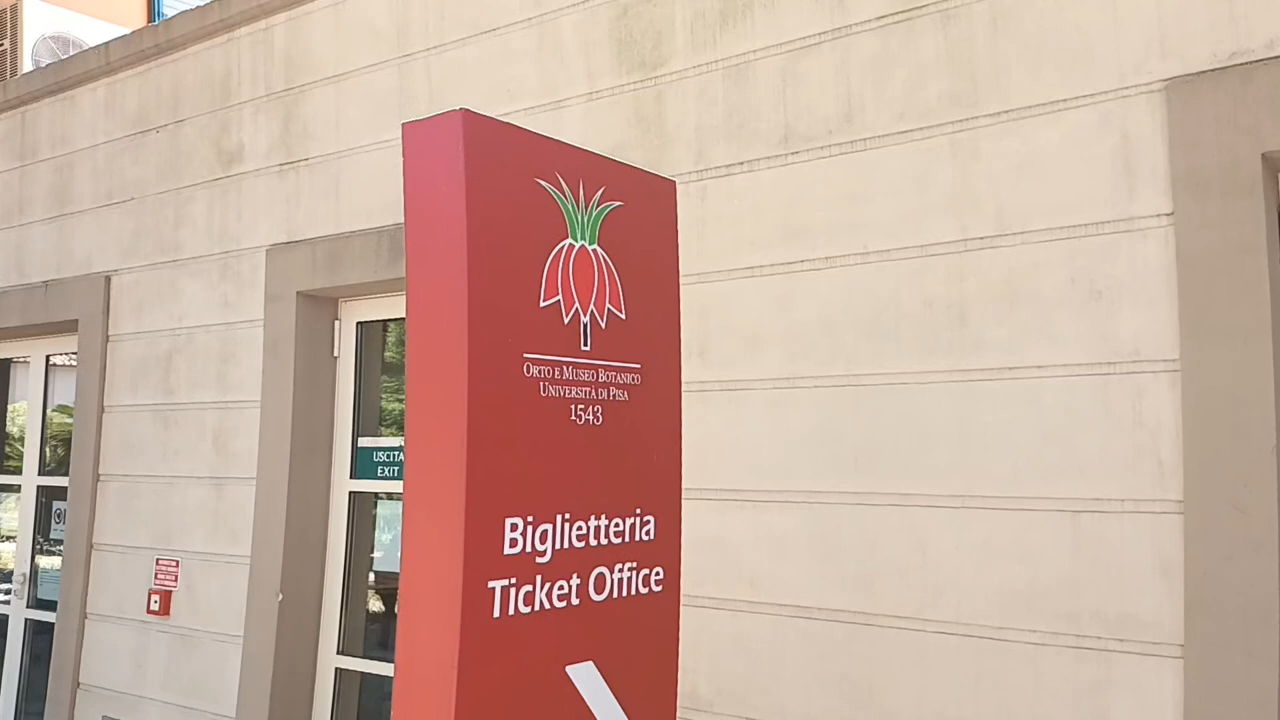 ORTO E MUSEO BOTANICO
UNIVERSITÀ DI PISA
1543
Biglietteria
Ticket Office
USCITA
EXIT